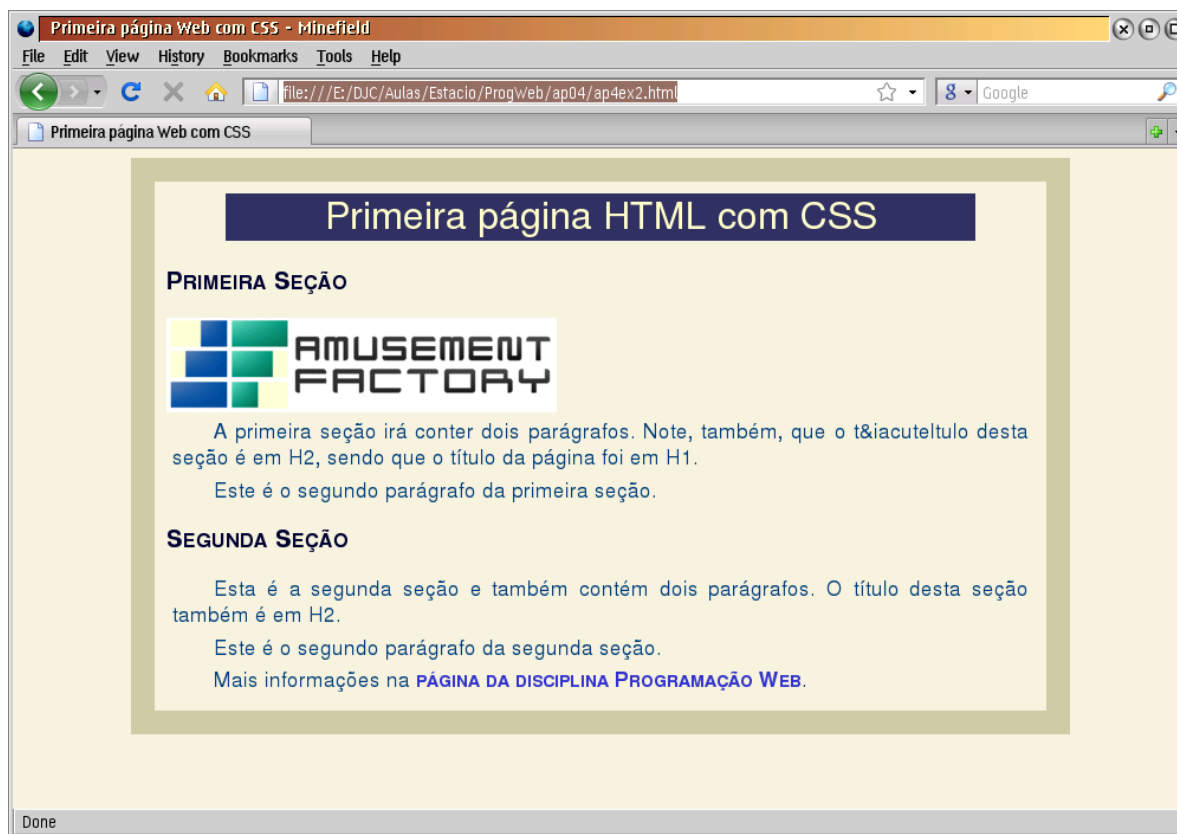 Primeira página Web com CSS - Minefield
File Edit View History Bookmarks Tools Help
file:///E:/DJC/Aulas/Estacio/ProgWeb/ap04/ap4ex2.html
8 Google
Primeira página Web com CSS
Primeira página HTML com CSS
PRIMEIRA SEÇÃO
AMUSEMENT
FACTORY
A primeira seção irá conter dois parágrafos. Note, também, que o t&iacuteltulo desta
seção é em H2, sendo que o título da página foi em H1.
Este é o segundo parágrafo da primeira seção.
SEGUNDA SEÇÃO
Esta é a segunda seção e também contém dois parágrafos. O título desta seção
também é em H2.
Este é o segundo parágrafo da segunda seção.
Mais informações na PÁGINA DA DISCIPLINA PROGRAMAÇÃO WEB.
Done